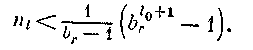 n_l < \frac{1}{b_r - 1} \left( b_r^{l_0+1} - 1 \right).